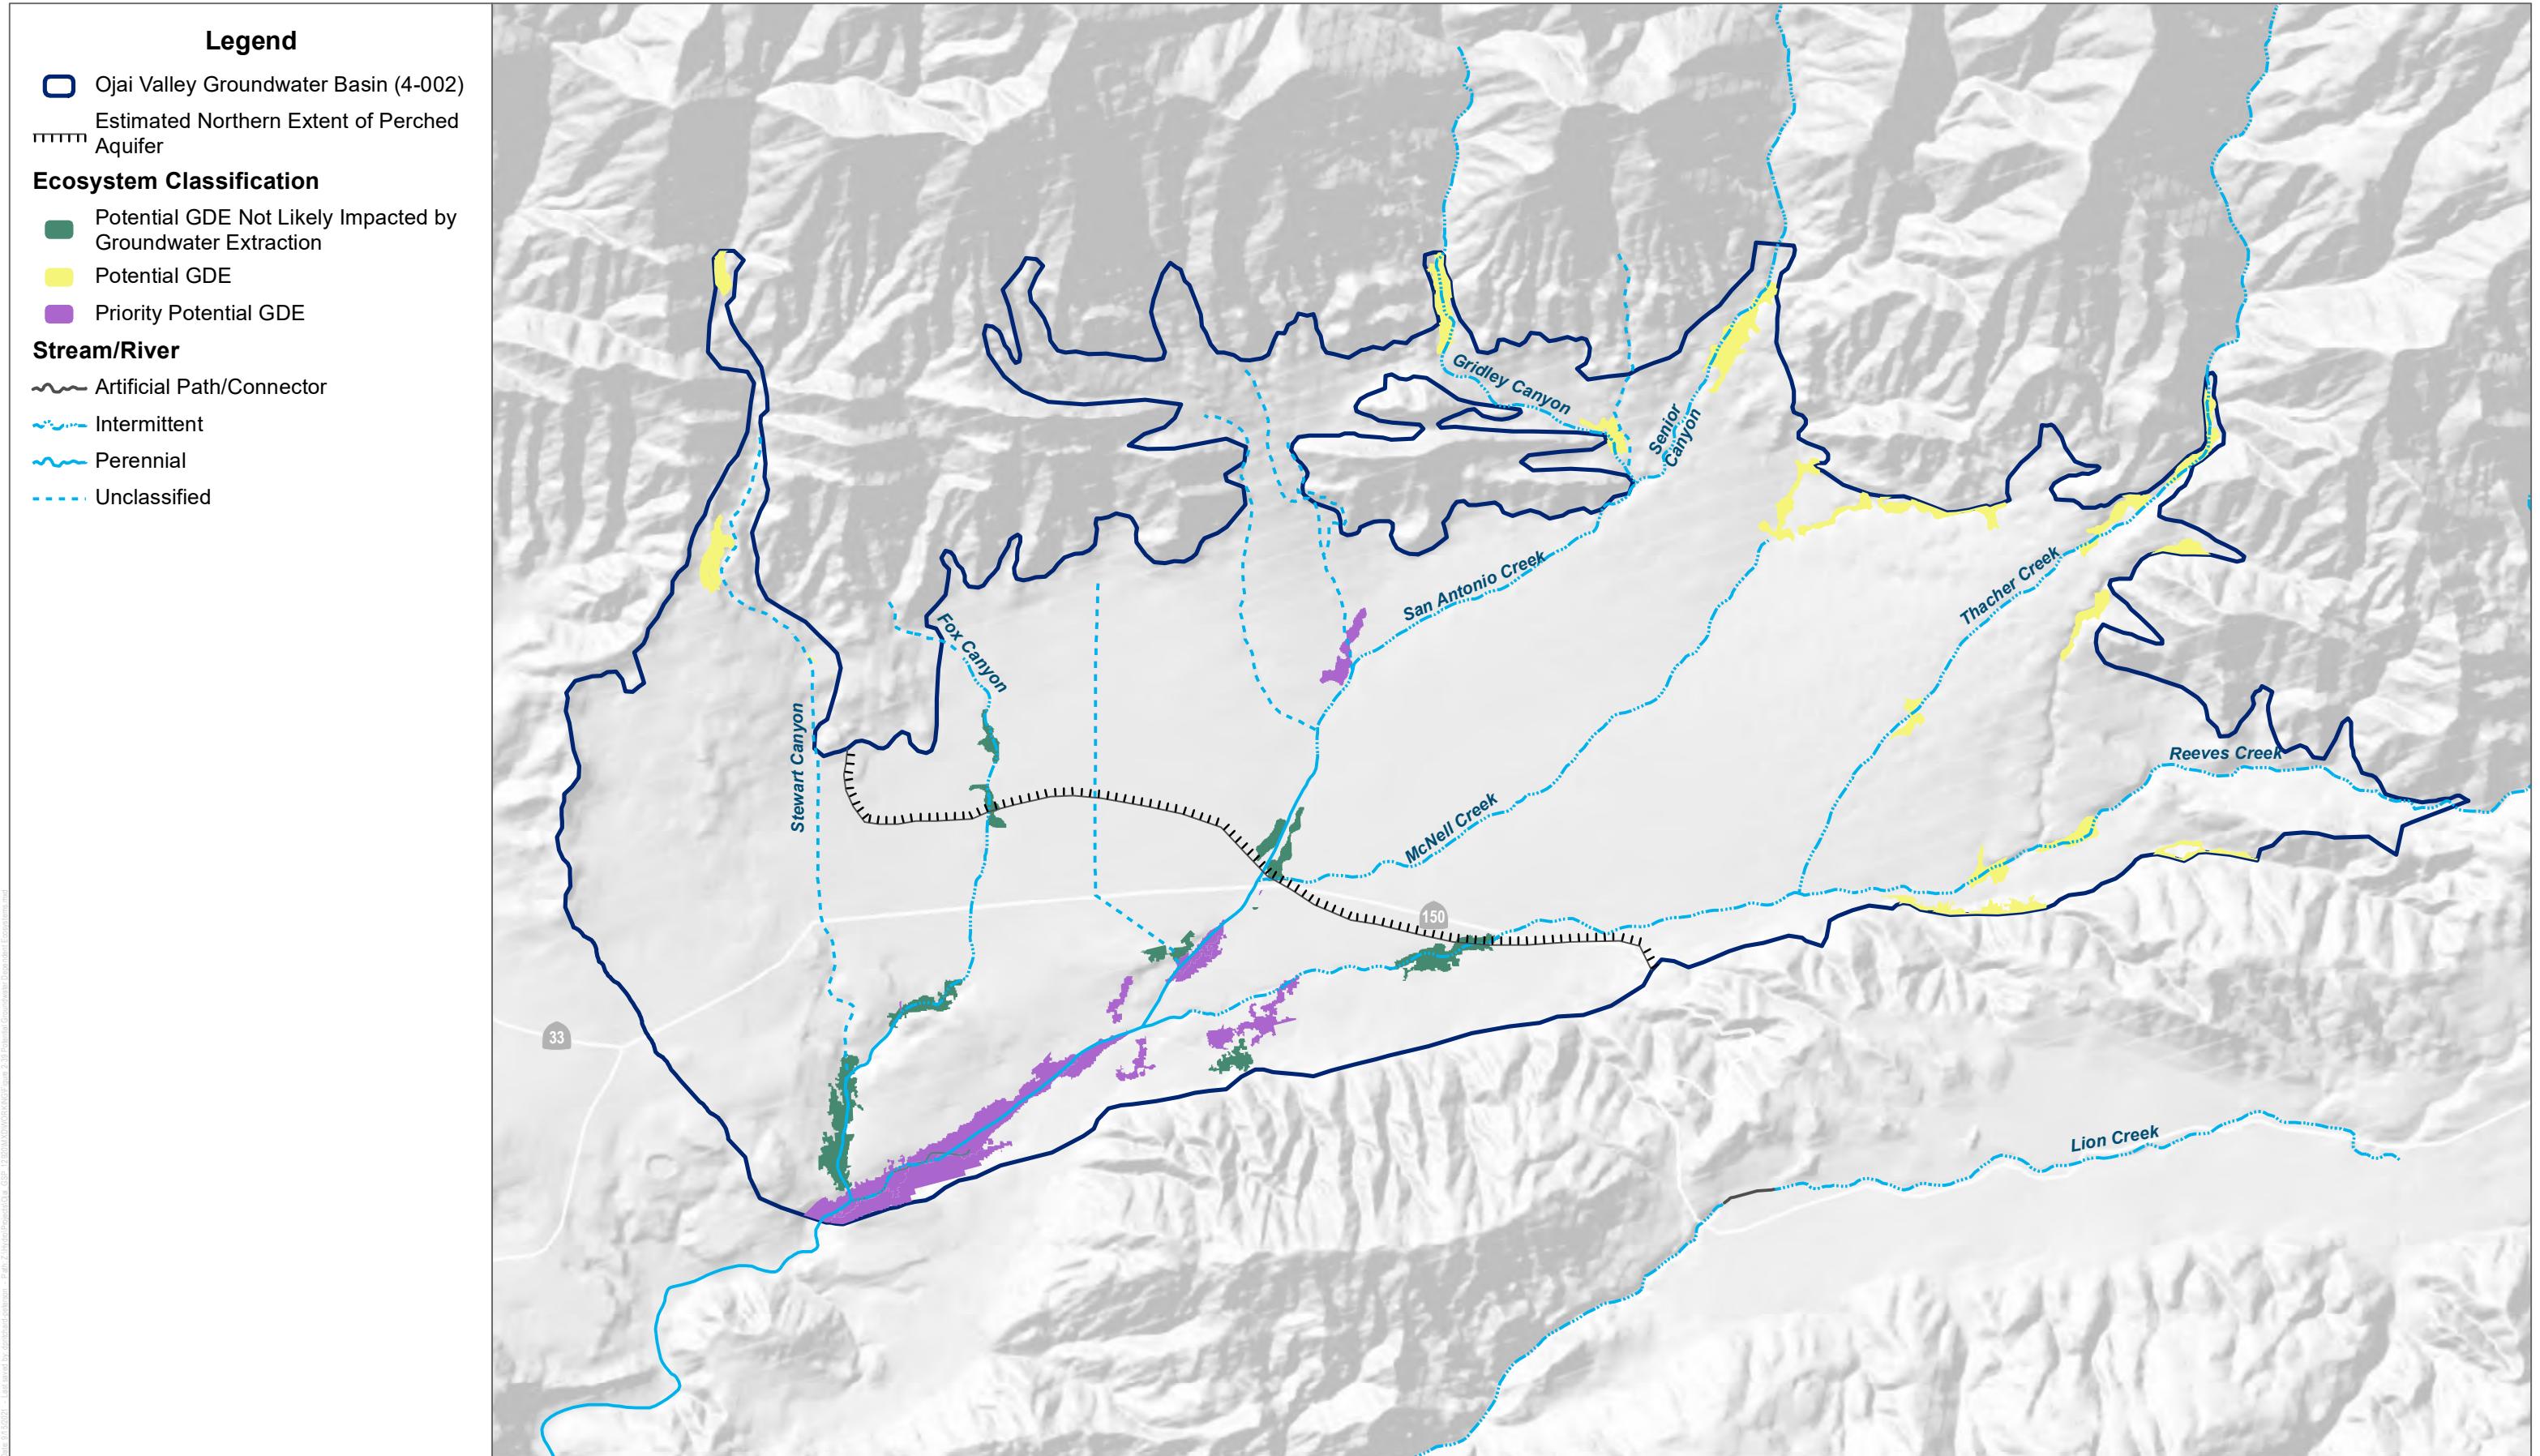 Legend
Ojai Valley Groundwater Basin (4-002)
Estimated Northern Extent of Perched
Aquifer
Ecosystem Classification
Potential GDE Not Likely Impacted by
Groundwater Extraction
Potential GDE
Priority Potential GDE
Stream/River
Artificial Path/Connector
Intermittent
Perennial
Unclassified
Gridley Canyon
Senior
Canyon
San Antonio Creek
Thacher Creek
Fox Canyon
Stewart Canyon
Reeves Creek
McNell Creek
150
33
Lion Creek